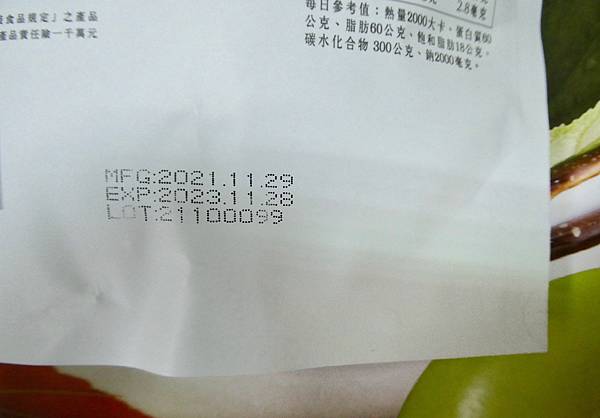 食品規定」之產品
產品責任險一千萬元
2.8毫克
每日參考值：熱量2000大卡、蛋白質60
公克、脂肪60公克、飽和脂肪18公克、
碳水化合物 300公克、鈉2000毫克。
MFG:2021.11.29
EXP:2023.11.28
LOT:21100099